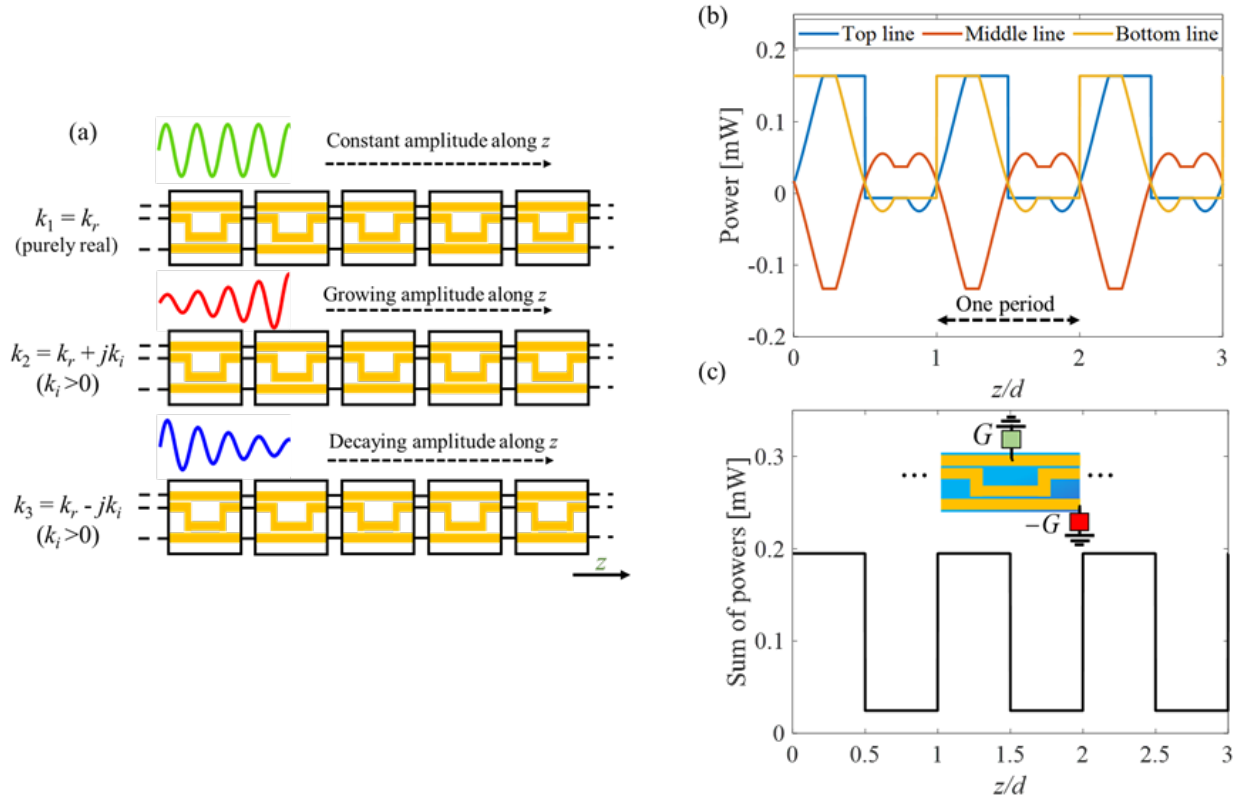 (a)
Constant amplitude along z
k1 = kr
(purely real)
Growing amplitude along z
k2 = kr + jki
(ki >0)
Decaying amplitude along z
k3 = kr - jki
(ki >0)
z
(b)
Top line Middle line Bottom line
0.2
0.1
0
-0.1
-0.2
Power [mW]
One period
0 1 2 3
z/d
(c)
G
−G
0.3
0.2
0.1
0
Sum of powers [mW]
0 0.5 1 1.5 2 2.5 3
z/d